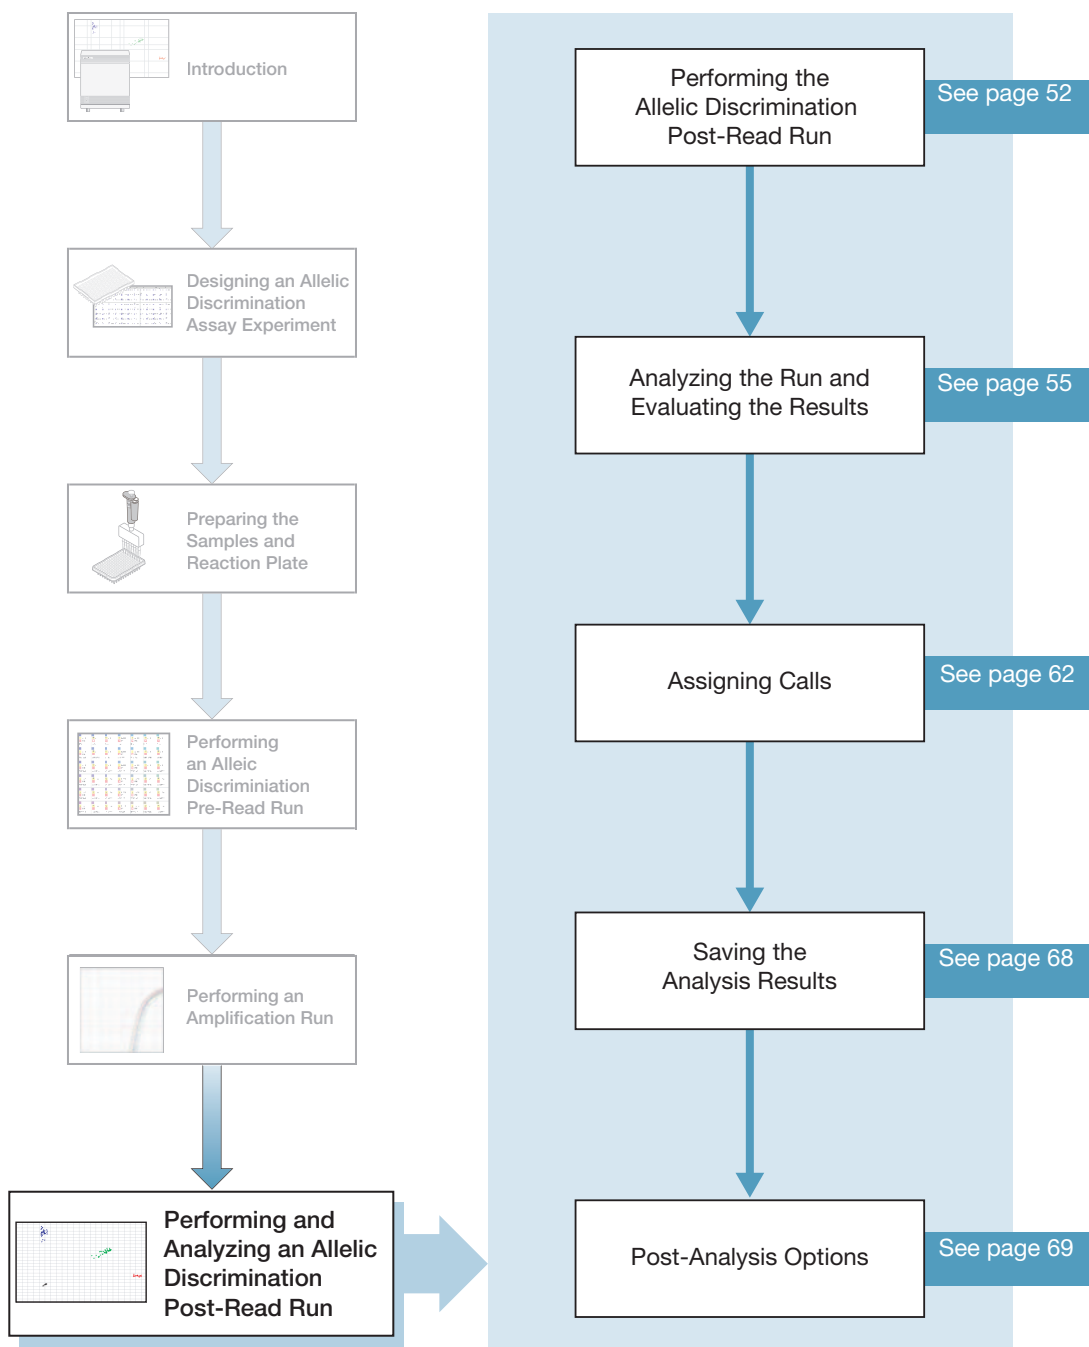 Introduction
Designing an Allelic
Discrimination
Assay Experiment
Preparing the
Samples and
Reaction Plate
Performing
an Alleic
Discriminiation
Pre-Read Run
Performing an
Amplification Run
Performing and
Analyzing an Allelic
Discrimination
Post-Read Run
Performing the
Allelic Discrimination
Post-Read Run
See page 52
Analyzing the Run and
Evaluating the Results
See page 55
Assigning Calls
See page 62
Saving the
Analysis Results
See page 68
Post-Analysis Options
See page 69